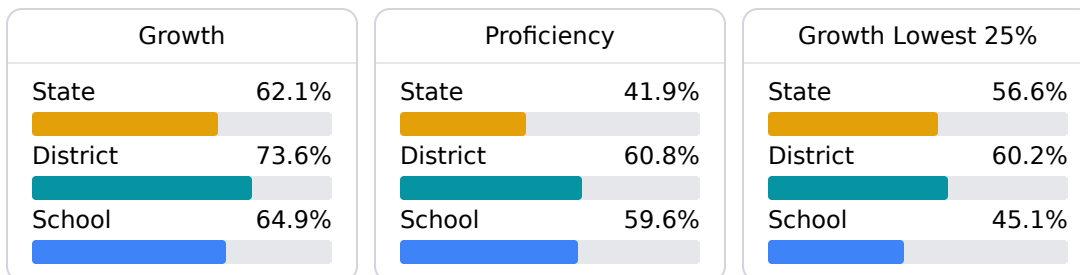 Growth
State 62.1%
District 73.6%
School 64.9%
Proficiency
State 41.9%
District 60.8%
School 59.6%
Growth Lowest 25%
State 56.6%
District 60.2%
School 45.1%